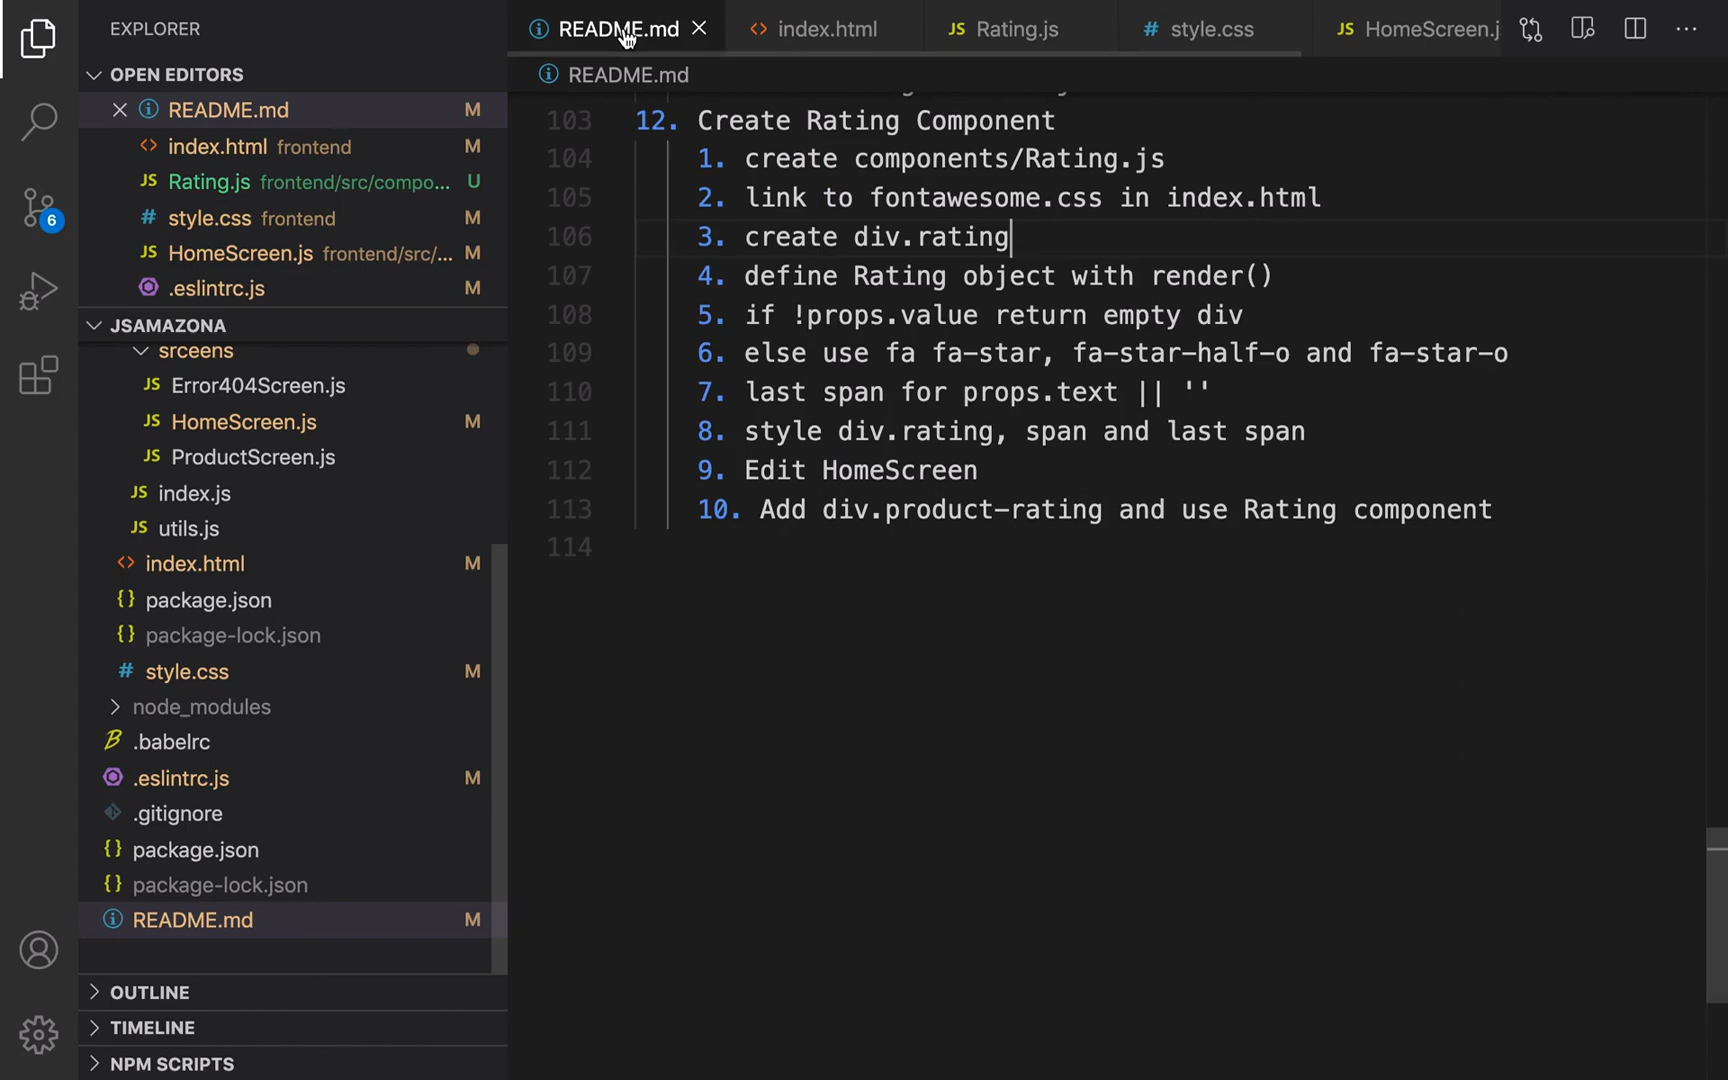 EXPLORER
OPEN EDITORS
README.md M
index.html frontend M
Rating.js frontend/src/compo... U
style.css frontend M
HomeScreen.js frontend/src/... M
.eslintrc.js M
JSAMAZONA
srceens
Error404Screen.js
HomeScreen.js M
ProductScreen.js
index.js
utils.js
index.html M
package.json
package-lock.json
style.css M
node_modules
.babelrc
.eslintrc.js M
.gitignore
package.json
package-lock.json
README.md M
OUTLINE
TIMELINE
NPM SCRIPTS
6
README.md index.html Rating.js style.css HomeScreen.j
README.md
103 12. Create Rating Component
104 1. create components/Rating.js
105 2. link to fontawesome.css in index.html
106 3. create div.rating
107 4. define Rating object with render()
108 5. if !props.value return empty div
109 6. else use fa fa-star, fa-star-half-o and fa-star-o
110 7. last span for props.text || ''
111 8. style div.rating, span and last span
112 9. Edit HomeScreen
113 10. Add div.product-rating and use Rating component
114